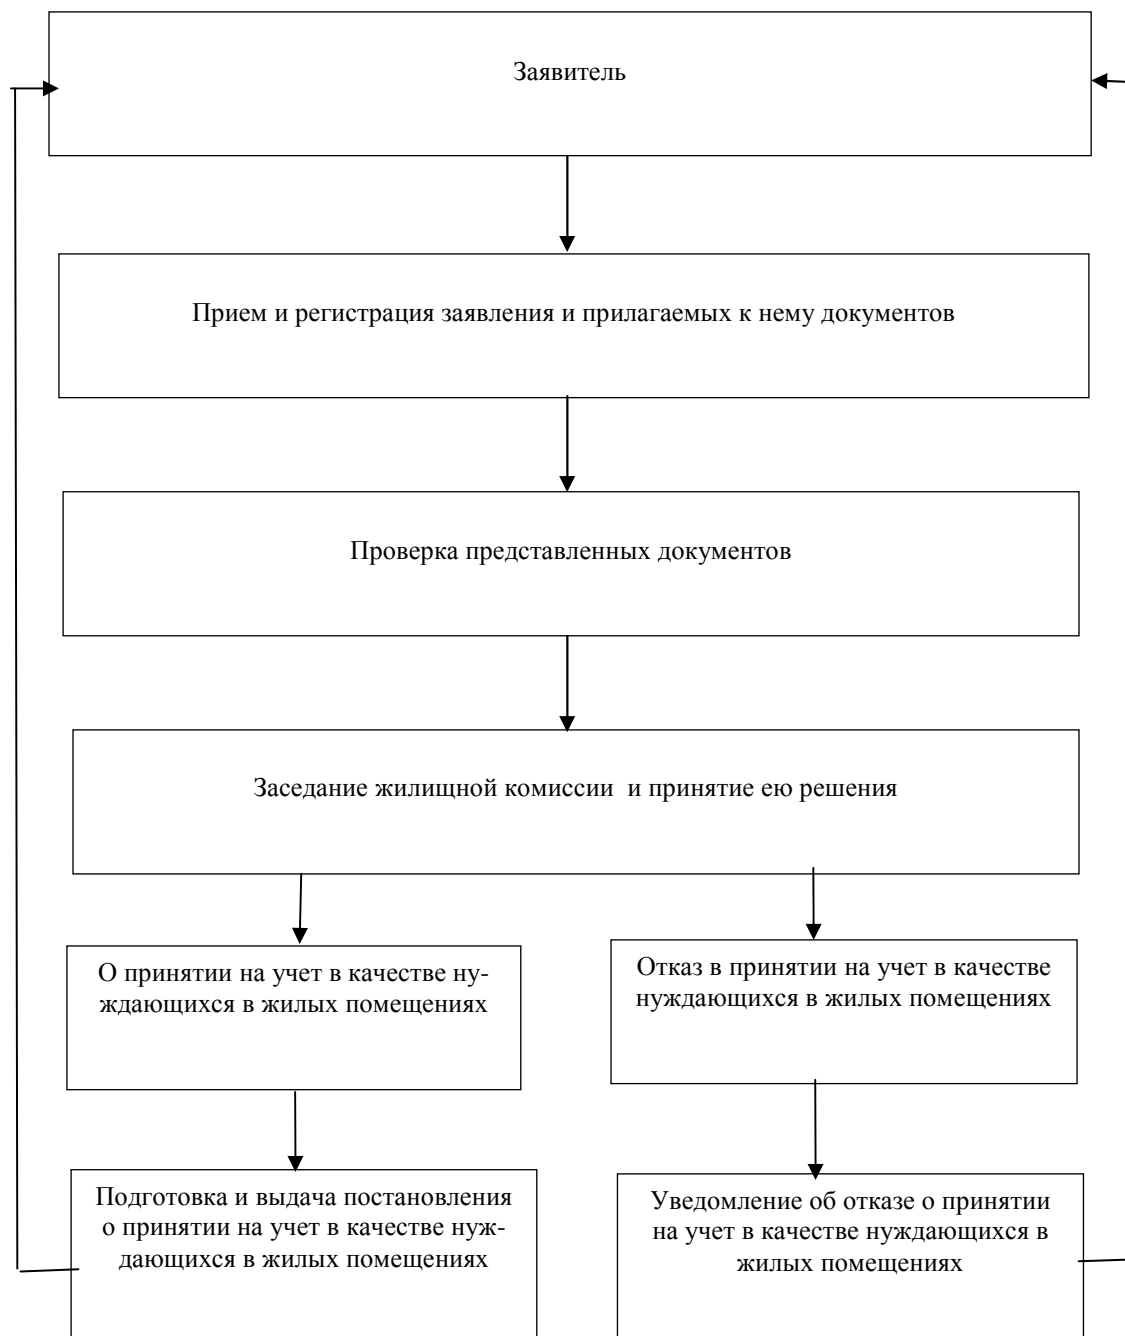 Заявитель
Прием и регистрация заявления и прилагаемых к нему документов
Проверка представленных документов
Заседание жилищной комиссии  и принятие ею решения
О принятии на учет в качестве ну-
ждающихся в жилых помещениях
Отказ в принятии на учет в качестве
нуждающихся в жилых помещениях
Подготовка и выдача постановления
о принятии на учет в качестве нуж-
дающихся в жилых помещениях
Уведомление об отказе о принятии
на учет в качестве нуждающихся в
жилых помещениях